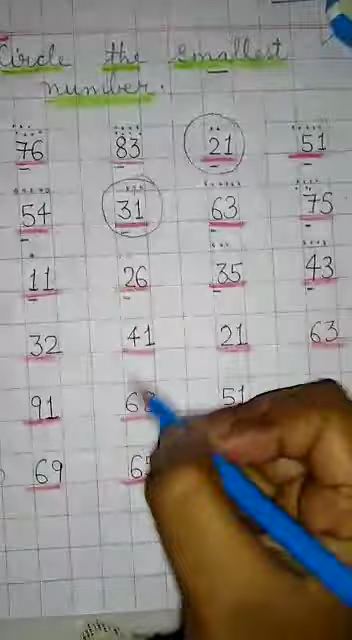 Circle the smallest
number.
76 83 21 51
54 31 63 75
11 26 35 43
32 41 21 63
91 51
69